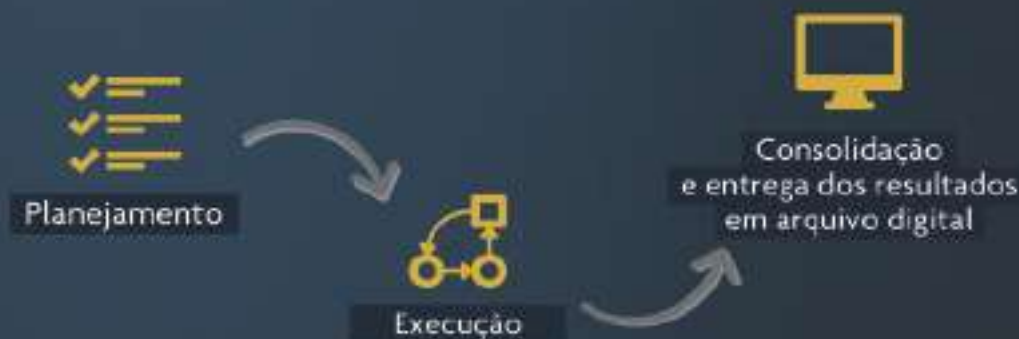 Planejamento
Execução
Consolidação
e entrega dos resultados
em arquivo digital